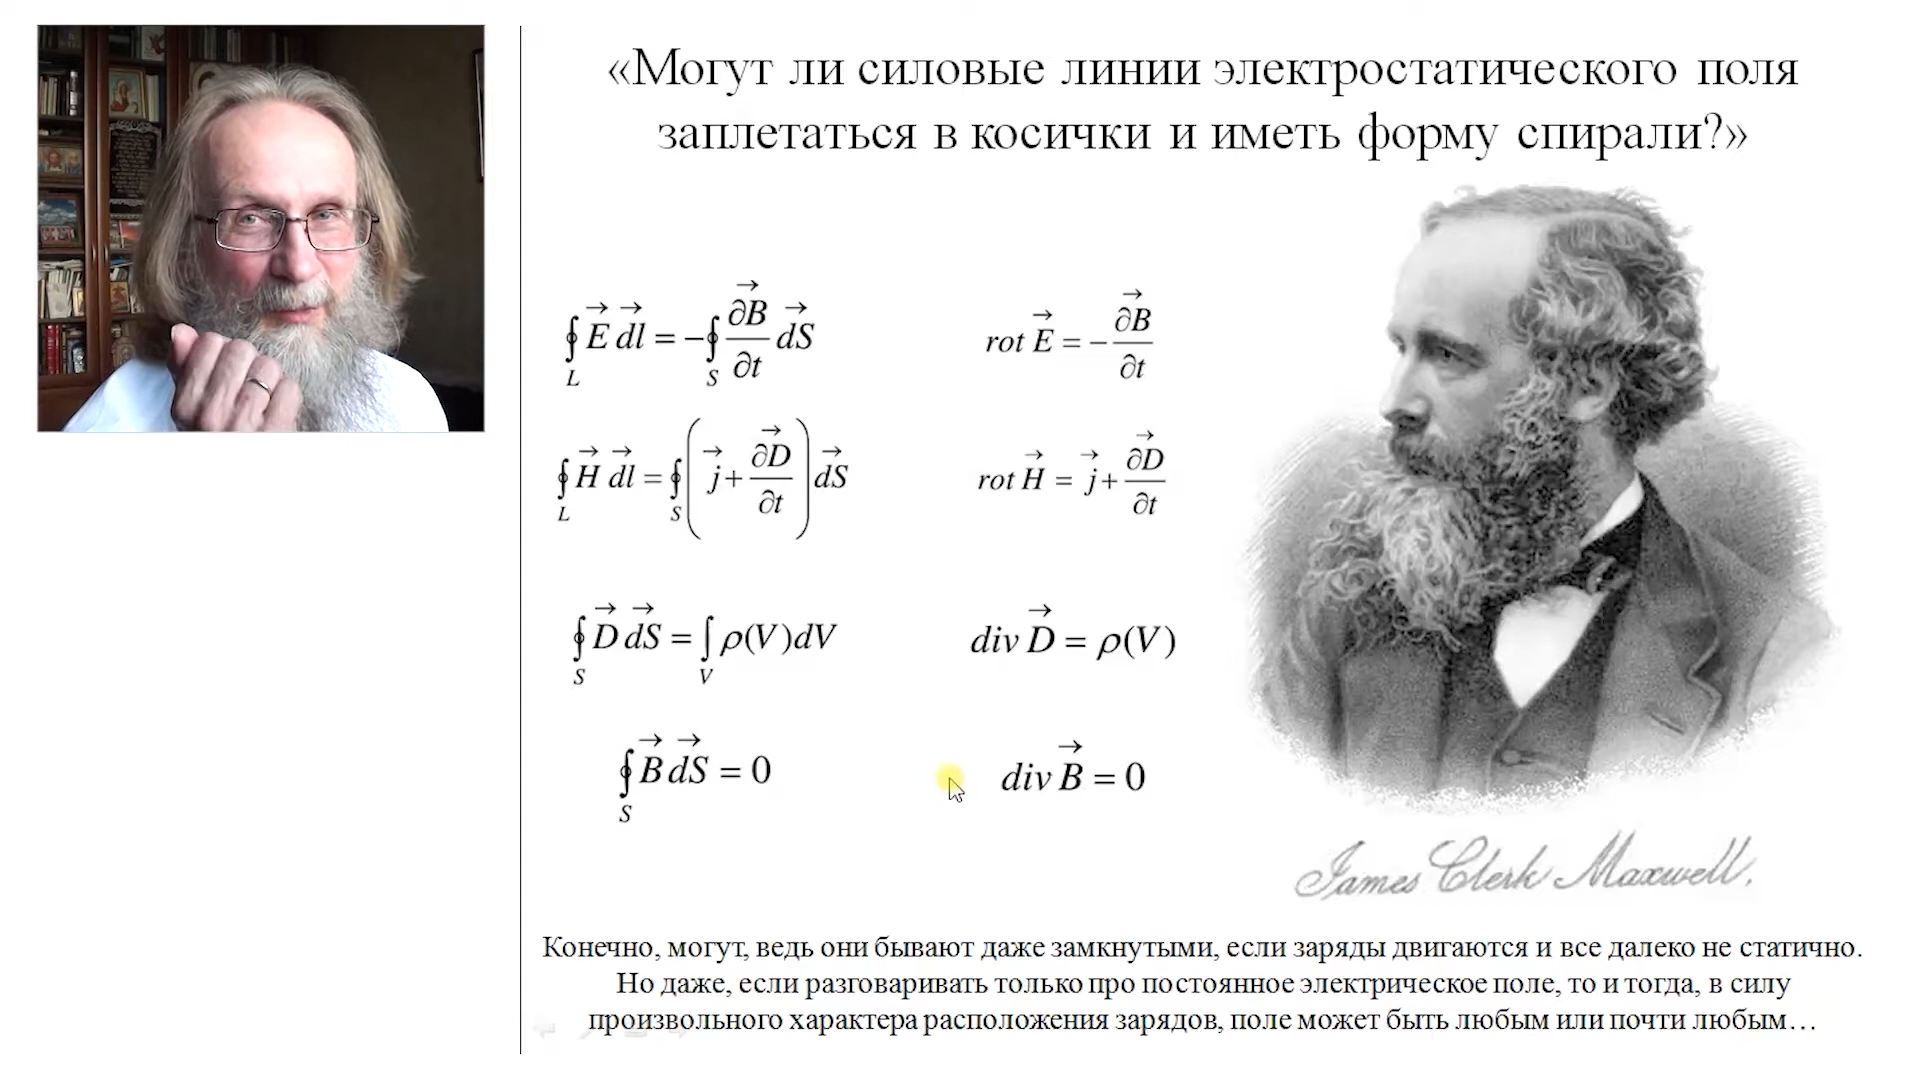 «Могут ли силовые линии электростатического поля
заплетаться в косички и иметь форму спирали?»
∮_L E⃗ dl⃗ = −∮_S ∂B⃗/∂t dS⃗
rot E⃗ = − ∂B⃗/∂t
∮_L H⃗ dl⃗ = ∮_S ( j⃗ + ∂D⃗/∂t ) dS⃗
rot H⃗ = j⃗ + ∂D⃗/∂t
∮_S D⃗ dS⃗ = ∫_V ρ(V)dV
div D⃗ = ρ(V)
∮_S B⃗ dS⃗ = 0
div B⃗ = 0
James Clerk Maxwell.
Конечно, могут, ведь они бывают даже замкнутыми, если заряды двигаются и все далеко не статично.
Но даже, если разговаривать только про постоянное электрическое поле, то и тогда, в силу
произвольного характера расположения зарядов, поле может быть любым или почти любым…